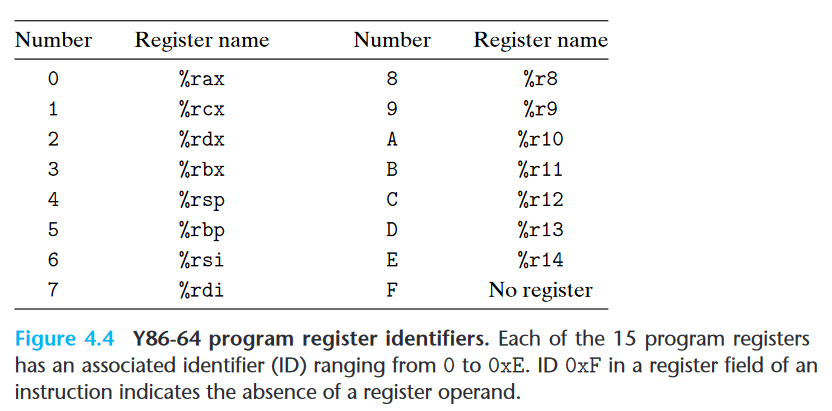 Number Register name Number Register name
0 %rax 8 %r8
1 %rcx 9 %r9
2 %rdx A %r10
3 %rbx B %r11
4 %rsp C %r12
5 %rbp D %r13
6 %rsi E %r14
7 %rdi F No register
Figure 4.4 Y86-64 program register identifiers. Each of the 15 program registers
has an associated identifier (ID) ranging from 0 to 0xE. ID 0xF in a register field of an
instruction indicates the absence of a register operand.